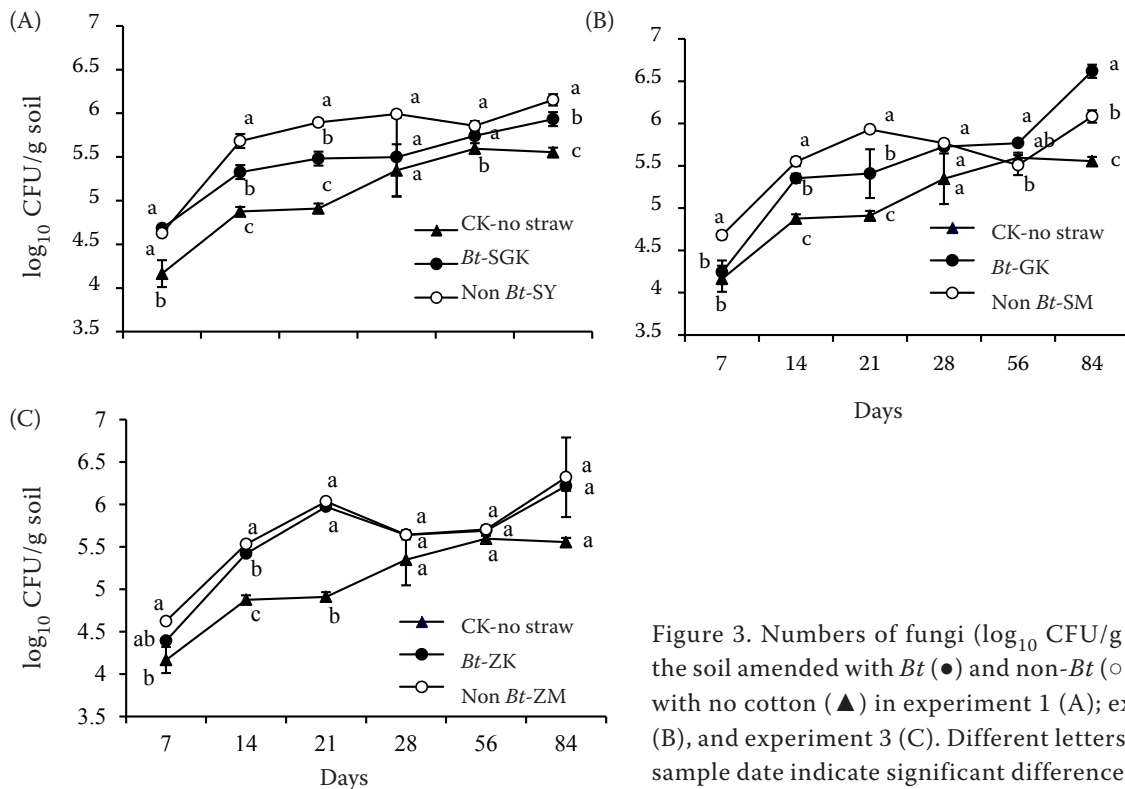 (A)
7
6.5
6
5.5
5
4.5
4
3.5
log10 CFU/g soil
a
a
a
a
a
b
b
a
a
b
c
a
b
c
a
c
a
b
b
CK-no straw
Bt-SGK
Non Bt-SY
(B)
7
6.5
6
5.5
5
4.5
4
3.5
a
a
a
a
a
b
b
ab
a
b
a
c
b
a
b
c
c
b
CK-no straw
Bt-GK
Non Bt-SM
7 14 21 28 56 84
Days
(C)
7
6.5
6
5.5
5
4.5
4
3.5
log10 CFU/g soil
a
a
a
a
a
a
a
a
a
b
a
a
a
a
ab
c
b
b
CK-no straw
Bt-ZK
Non Bt-ZM
7 14 21 28 56 84
Days
Figure 3. Numbers of fungi (log10 CFU/g
the soil amended with Bt (●) and non-Bt (○
with no cotton (▲) in experiment 1 (A); ex
(B), and experiment 3 (C). Different letters
sample date indicate significant difference